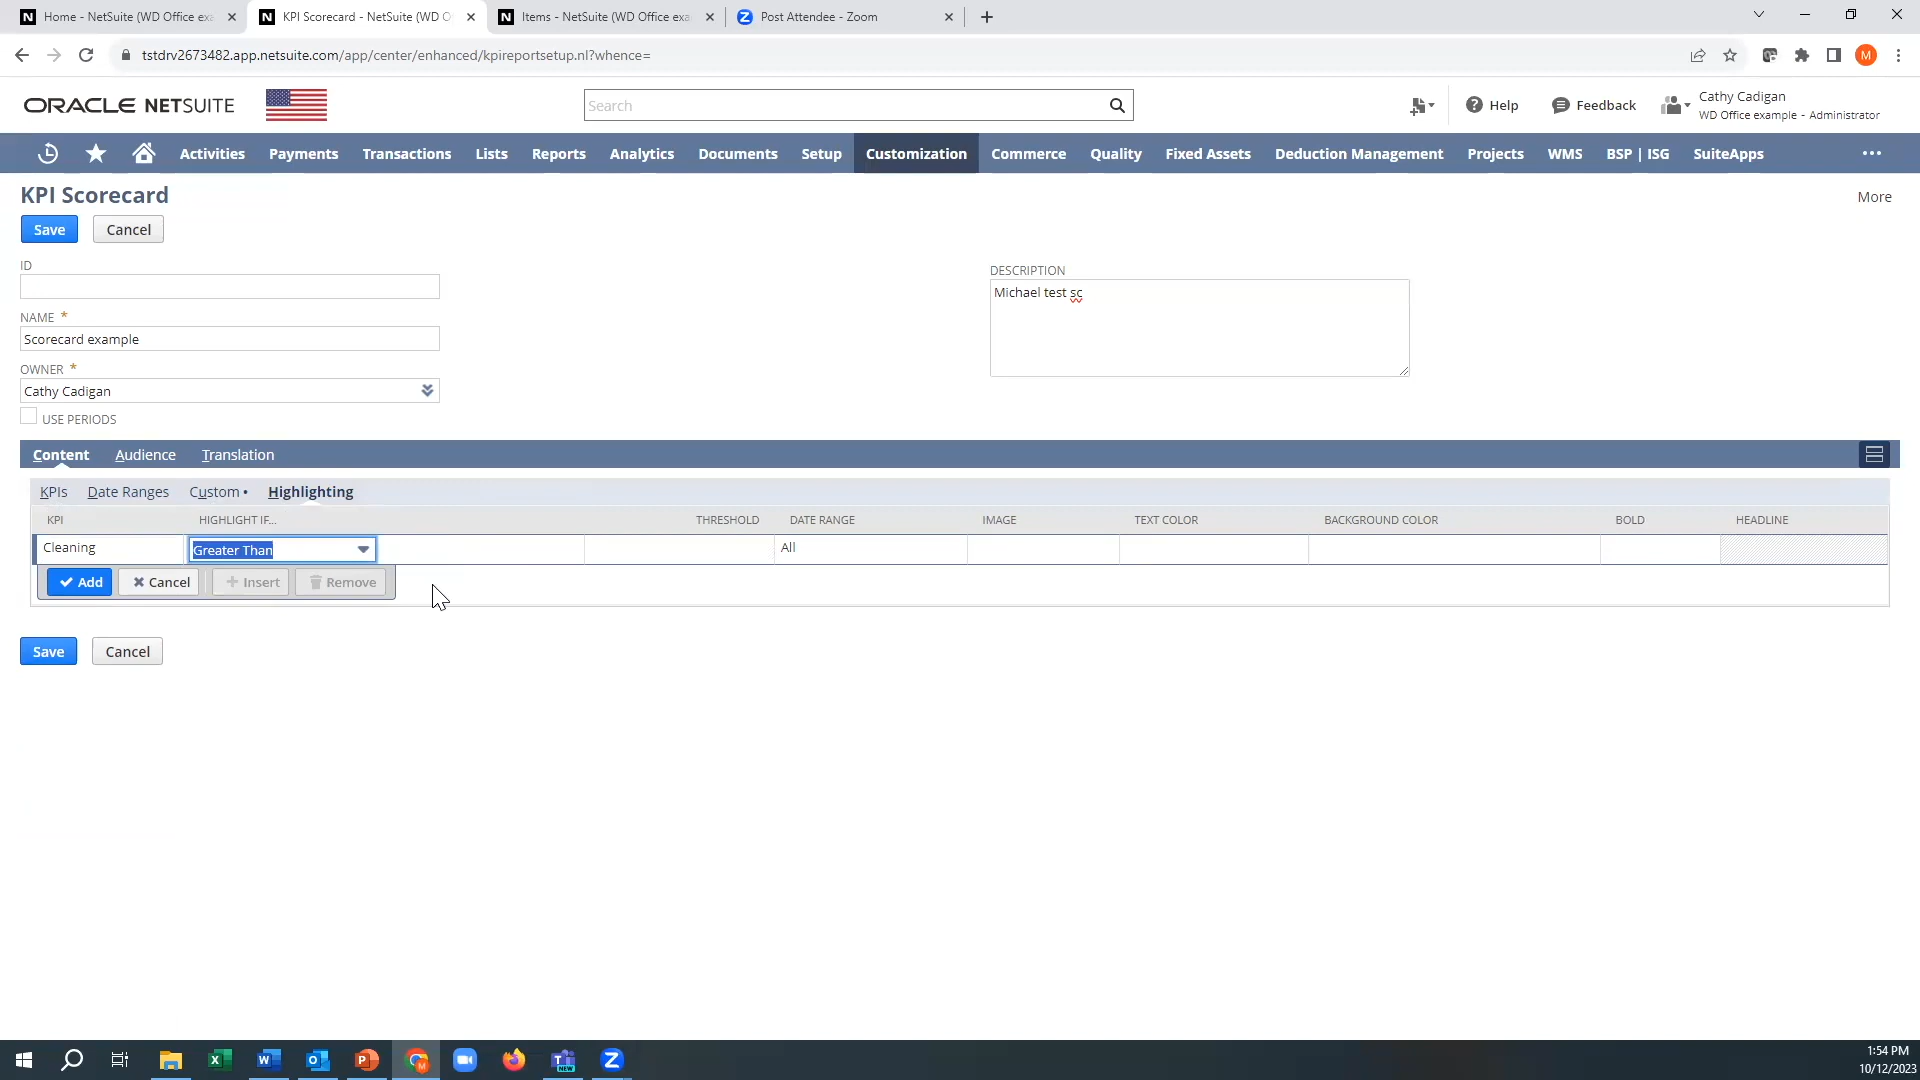 Home - NetSuite (WD Office exa
KPI Scorecard - NetSuite (WD O
Items - NetSuite (WD Office exa
Post Attendee - Zoom
tstdrv2673482.app.netsuite.com/app/center/enhanced/kpireportsetup.nl?whence=
M
ORACLE NETSUITE
Search
Help
Feedback
Cathy Cadigan
WD Office example - Administrator
Activities Payments Transactions Lists Reports Analytics Documents Setup Customization Commerce Quality Fixed Assets Deduction Management Projects WMS BSP | ISG SuiteApps
KPI Scorecard
More
Save Cancel
ID
DESCRIPTION
Michael test sc
NAME *
Scorecard example
OWNER *
Cathy Cadigan
USE PERIODS
Content Audience Translation
KPIs Date Ranges Custom • Highlighting
KPI HIGHLIGHT IF... THRESHOLD DATE RANGE IMAGE TEXT COLOR BACKGROUND COLOR BOLD HEADLINE
Cleaning Greater Than All
Add Cancel Insert Remove
Save Cancel
1:54 PM
10/12/2023